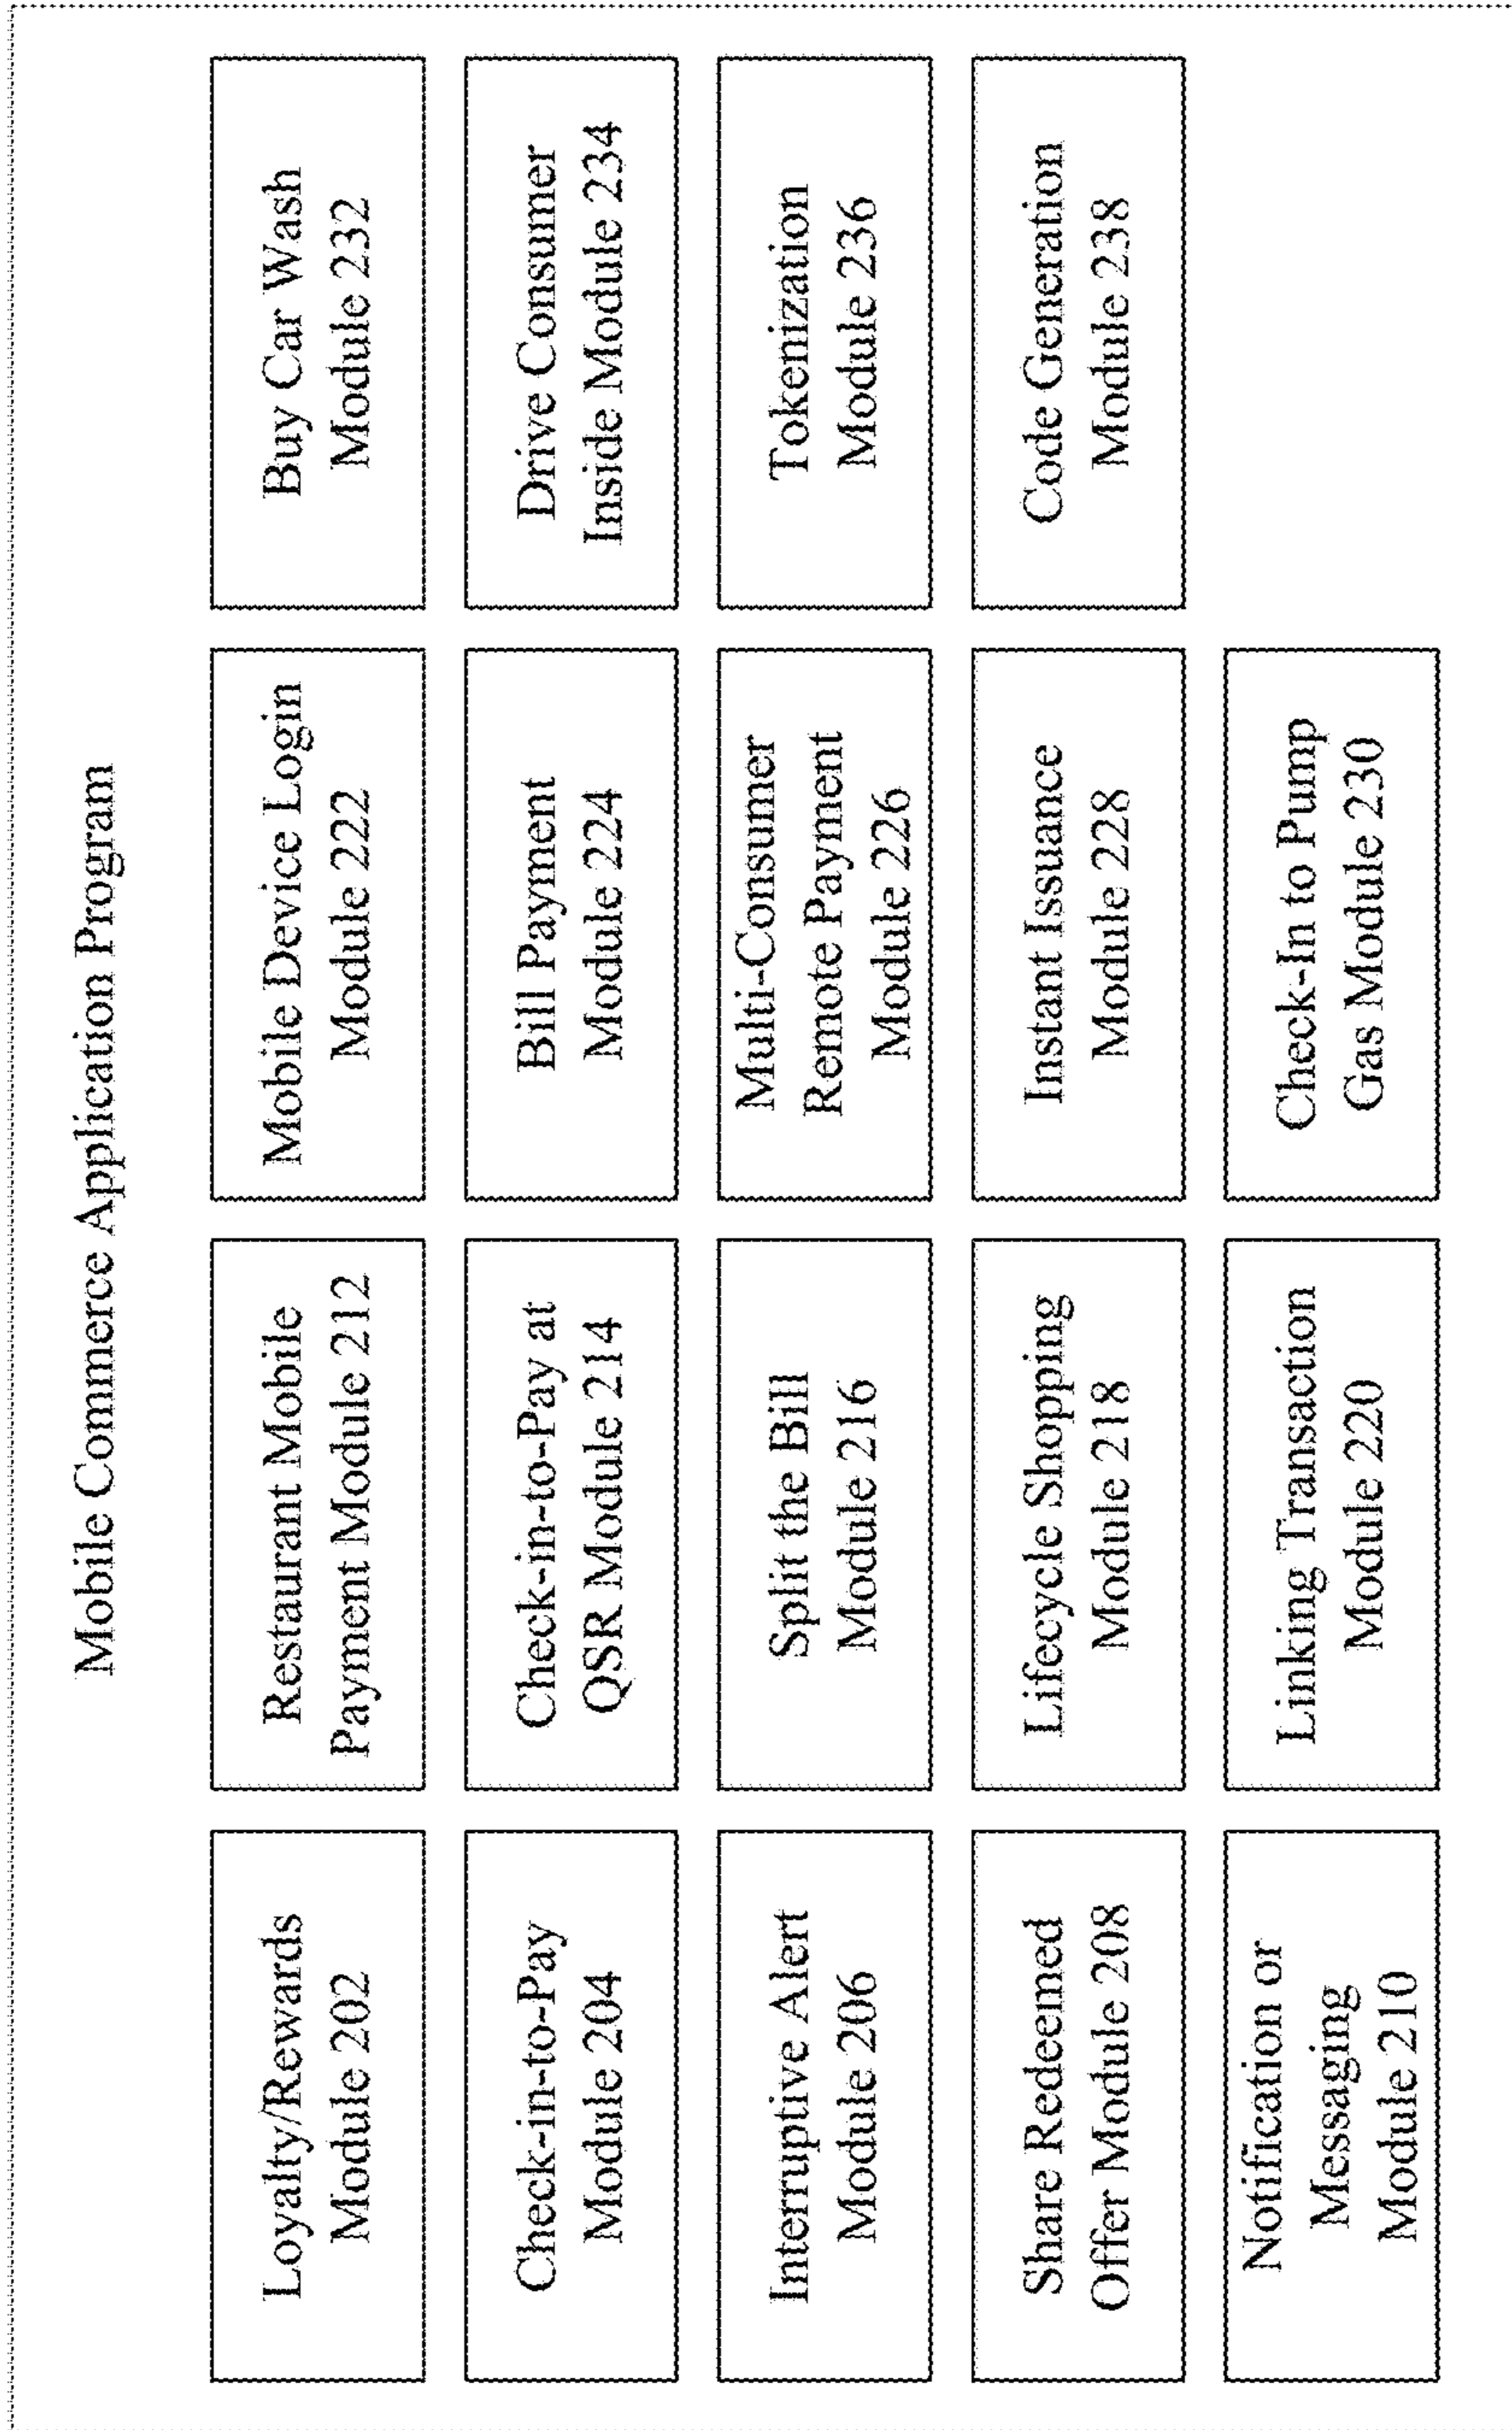 Mobile Commerce Application Program
Loyalty/Rewards
Module 202
Check-in-to-Pay
Module 204
Interruptive Alert
Module 206
Share Redeemed
Offer Module 208
Notification or
Messaging
Module 210
Restaurant Mobile
Payment Module 212
Check-in-to-Pay at
QSR Module 214
Split the Bill
Module 216
Lifecycle Shopping
Module 218
Linking Transaction
Module 220
Mobile Device Login
Module 222
Bill Payment
Module 224
Multi-Consumer
Remote Payment
Module 226
Instant Issuance
Module 228
Check-In to Pump
Gas Module 230
Buy Car Wash
Module 232
Drive Consumer
Inside Module 234
Tokenization
Module 236
Code Generation
Module 238